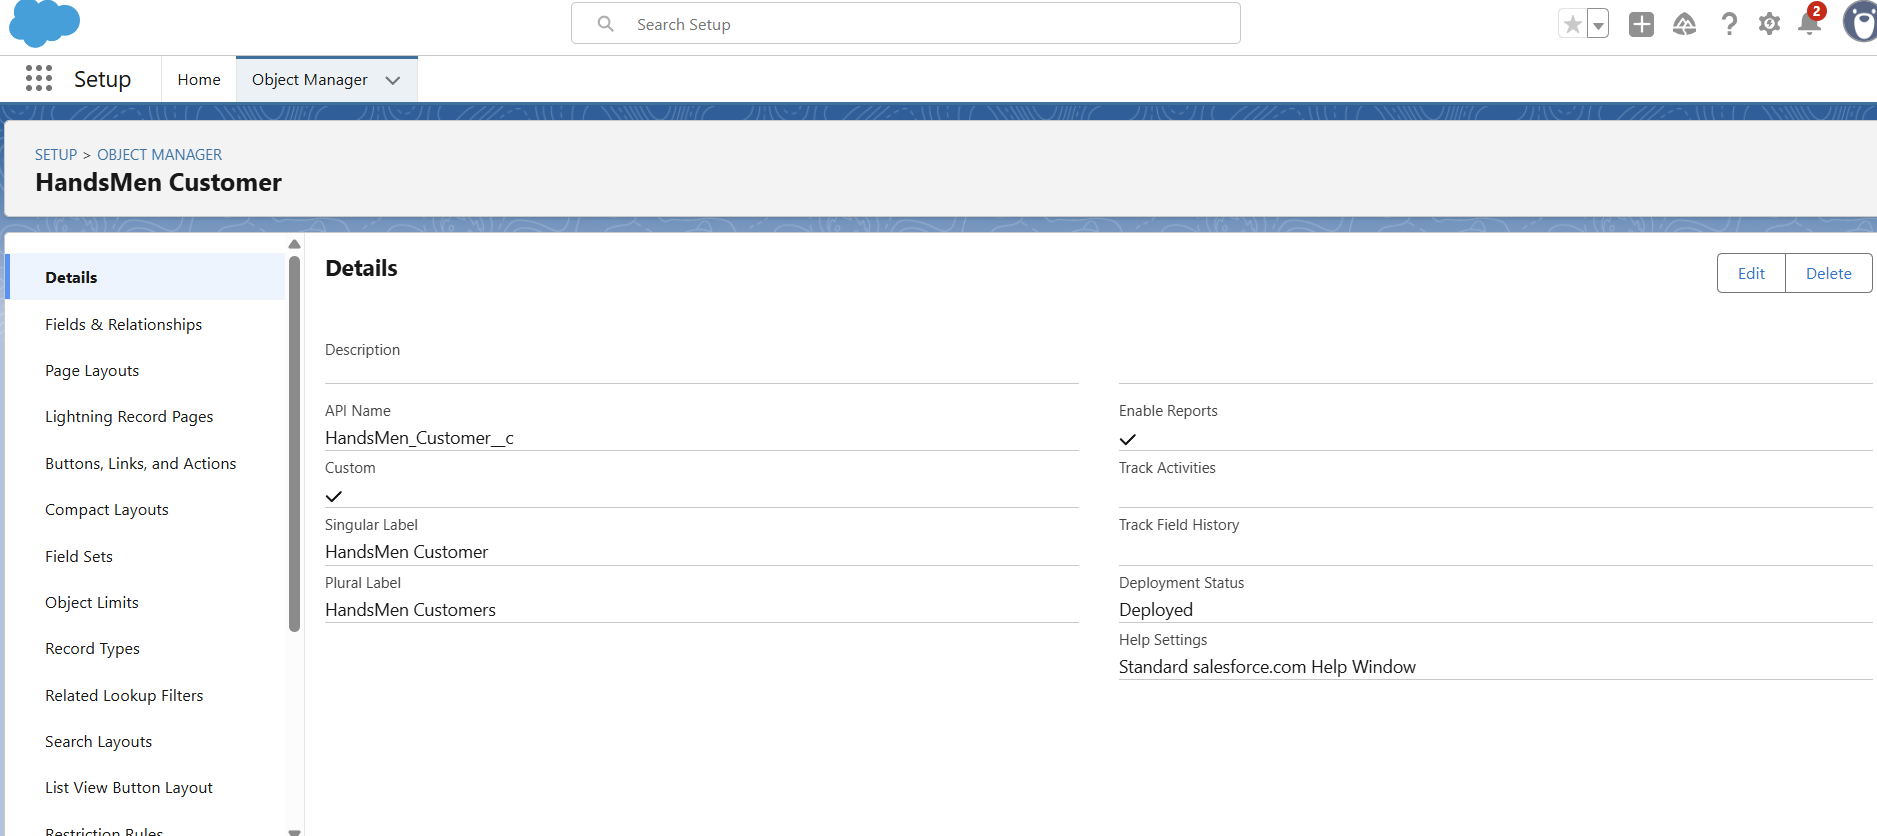 Search Setup
2
Setup
Home
Object Manager
SETUP > OBJECT MANAGER
HandsMen Customer
Details
Fields & Relationships
Page Layouts
Lightning Record Pages
Buttons, Links, and Actions
Compact Layouts
Field Sets
Object Limits
Record Types
Related Lookup Filters
Search Layouts
List View Button Layout
Restriction Rules
Details
Edit
Delete
Description
API Name
HandsMen_Customer__c
Custom
Singular Label
HandsMen Customer
Plural Label
HandsMen Customers
Enable Reports
Track Activities
Track Field History
Deployment Status
Deployed
Help Settings
Standard salesforce.com Help Window